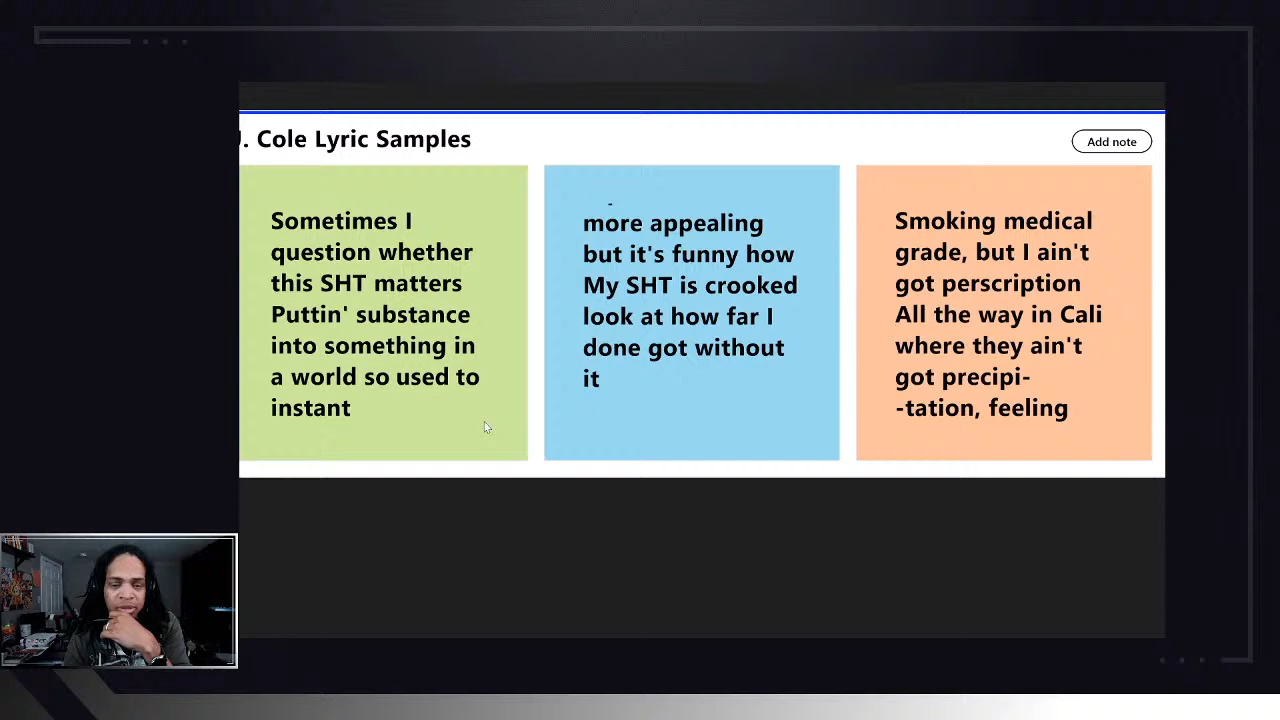 J. Cole Lyric Samples
Add note
Sometimes I
question whether
this SHT matters
Puttin' substance
into something in
a world so used to
instant
more appealing
but it's funny how
My SHT is crooked
look at how far I
done got without
it
Smoking medical
grade, but I ain't
got perscription
All the way in Cali
where they ain't
got precipi-
-tation, feeling